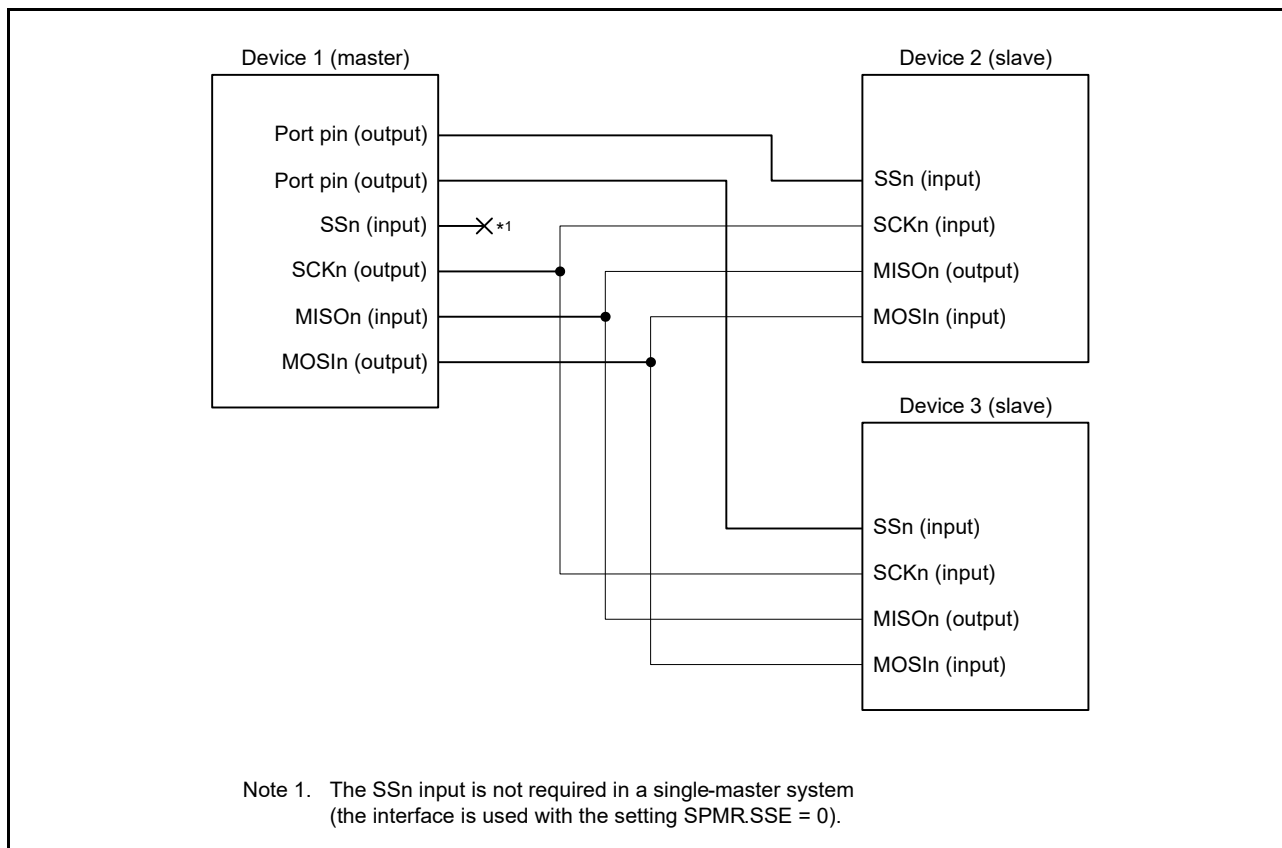 Device 1 (master)
Port pin (output)
Port pin (output)
SSn (input)
*1
SCKn (output)
MISOn (input)
MOSIn (output)
Device 2 (slave)
SSn (input)
SCKn (input)
MISOn (output)
MOSIn (input)
Device 3 (slave)
SSn (input)
SCKn (input)
MISOn (output)
MOSIn (input)
Note 1. The SSn input is not required in a single-master system
(the interface is used with the setting SPMR.SSE = 0).